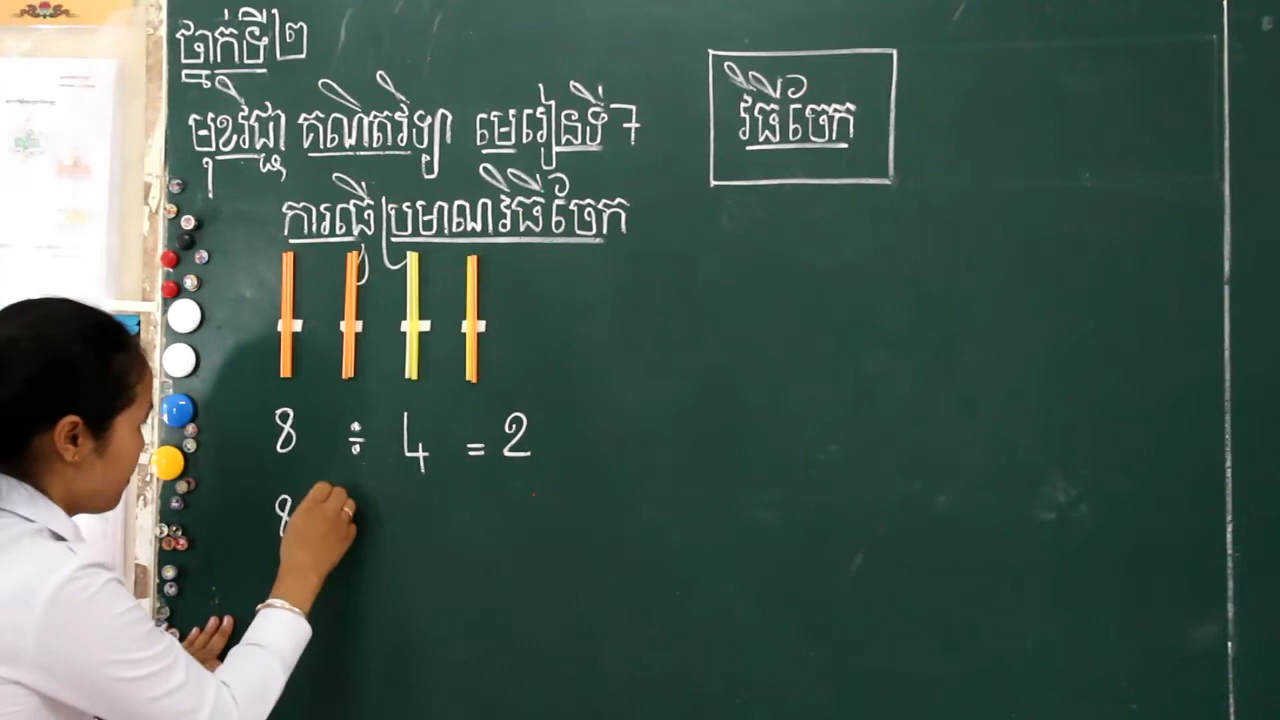 ថ្នាក់ទី២
មុខវិជ្ជា គណិតវិទ្យា មេរៀនទី 7
ការធ្វើប្រមាណវិធីចែក
8 ÷ 4 = 2
8
វិធីចែក